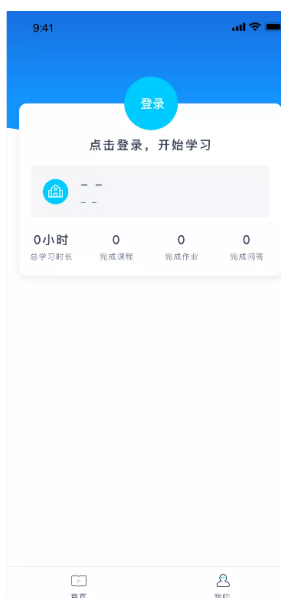 9:41
登录
点击登录，开始学习
– –
– –
0小时 0 0 0
总学习时长 完成课程 完成作业 完成问答
首页 我的